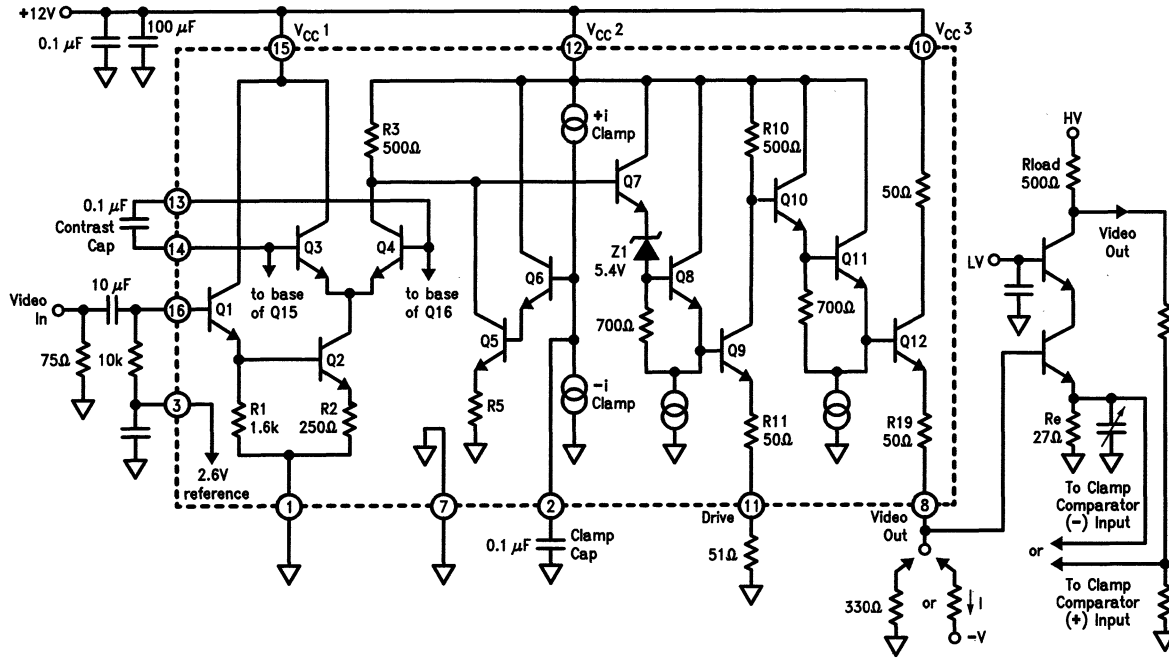 +12V
0.1 µF
100 µF
VCC 1
15
VCC 2
12
10
VCC 3
+i
Clamp
R3
500Ω
R10
500Ω
50Ω
HV
Rload
500Ω
Video
Out
LV
13
0.1 µF
Contrast
Cap
14
Q3
Q4
to base
of Q15
to base
of Q16
Q7
Z1
5.4V
Q6
Q8
700Ω
Q10
Q11
700Ω
10 µF
Video
In
16
Q1
75Ω
10k
Q2
Q5
Q9
Q12
-i
Clamp
R1
1.6k
R2
250Ω
R5
R11
50Ω
R19
50Ω
Re
27Ω
3
2.6V
reference
1
7
2
Drive
11
Video
Out
8
0.1 µF
Clamp
Cap
51Ω
330Ω
or
I
-V
To Clamp
Comparator
(-) Input
or
To Clamp
Comparator
(+) Input